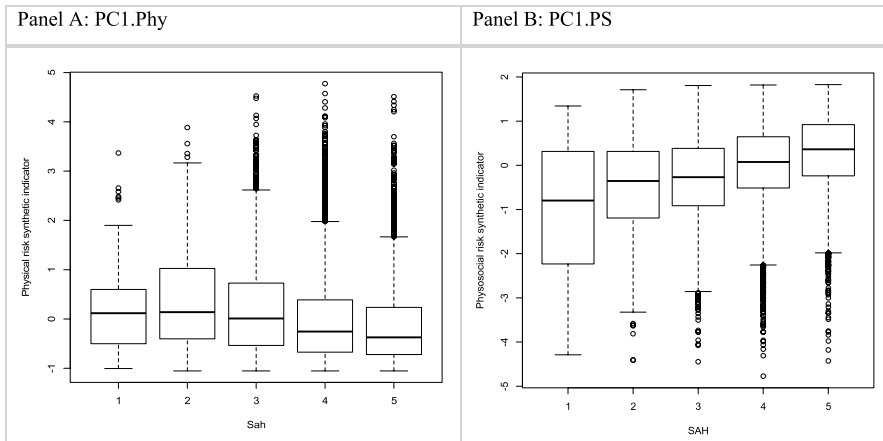 Panel A: PC1.Phy
Panel B: PC1.PS
Physical risk synthetic indicator
5
4
3
2
1
0
-1
1 2 3 4 5
Sah
Physosocial risk synthetic indicator
2
1
0
-1
-2
-3
-4
-5
1 2 3 4 5
SAH